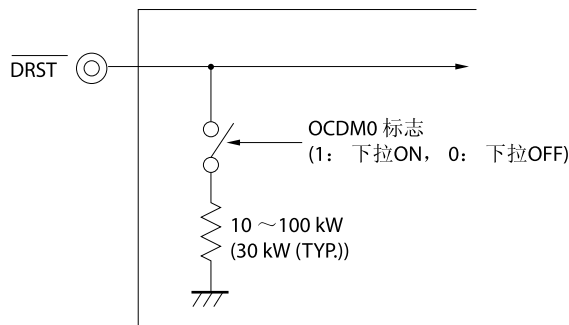 DRST
OCDM0 标志
(1： 下拉ON， 0： 下拉OFF)
10 ～100 kW
(30 kW (TYP.))